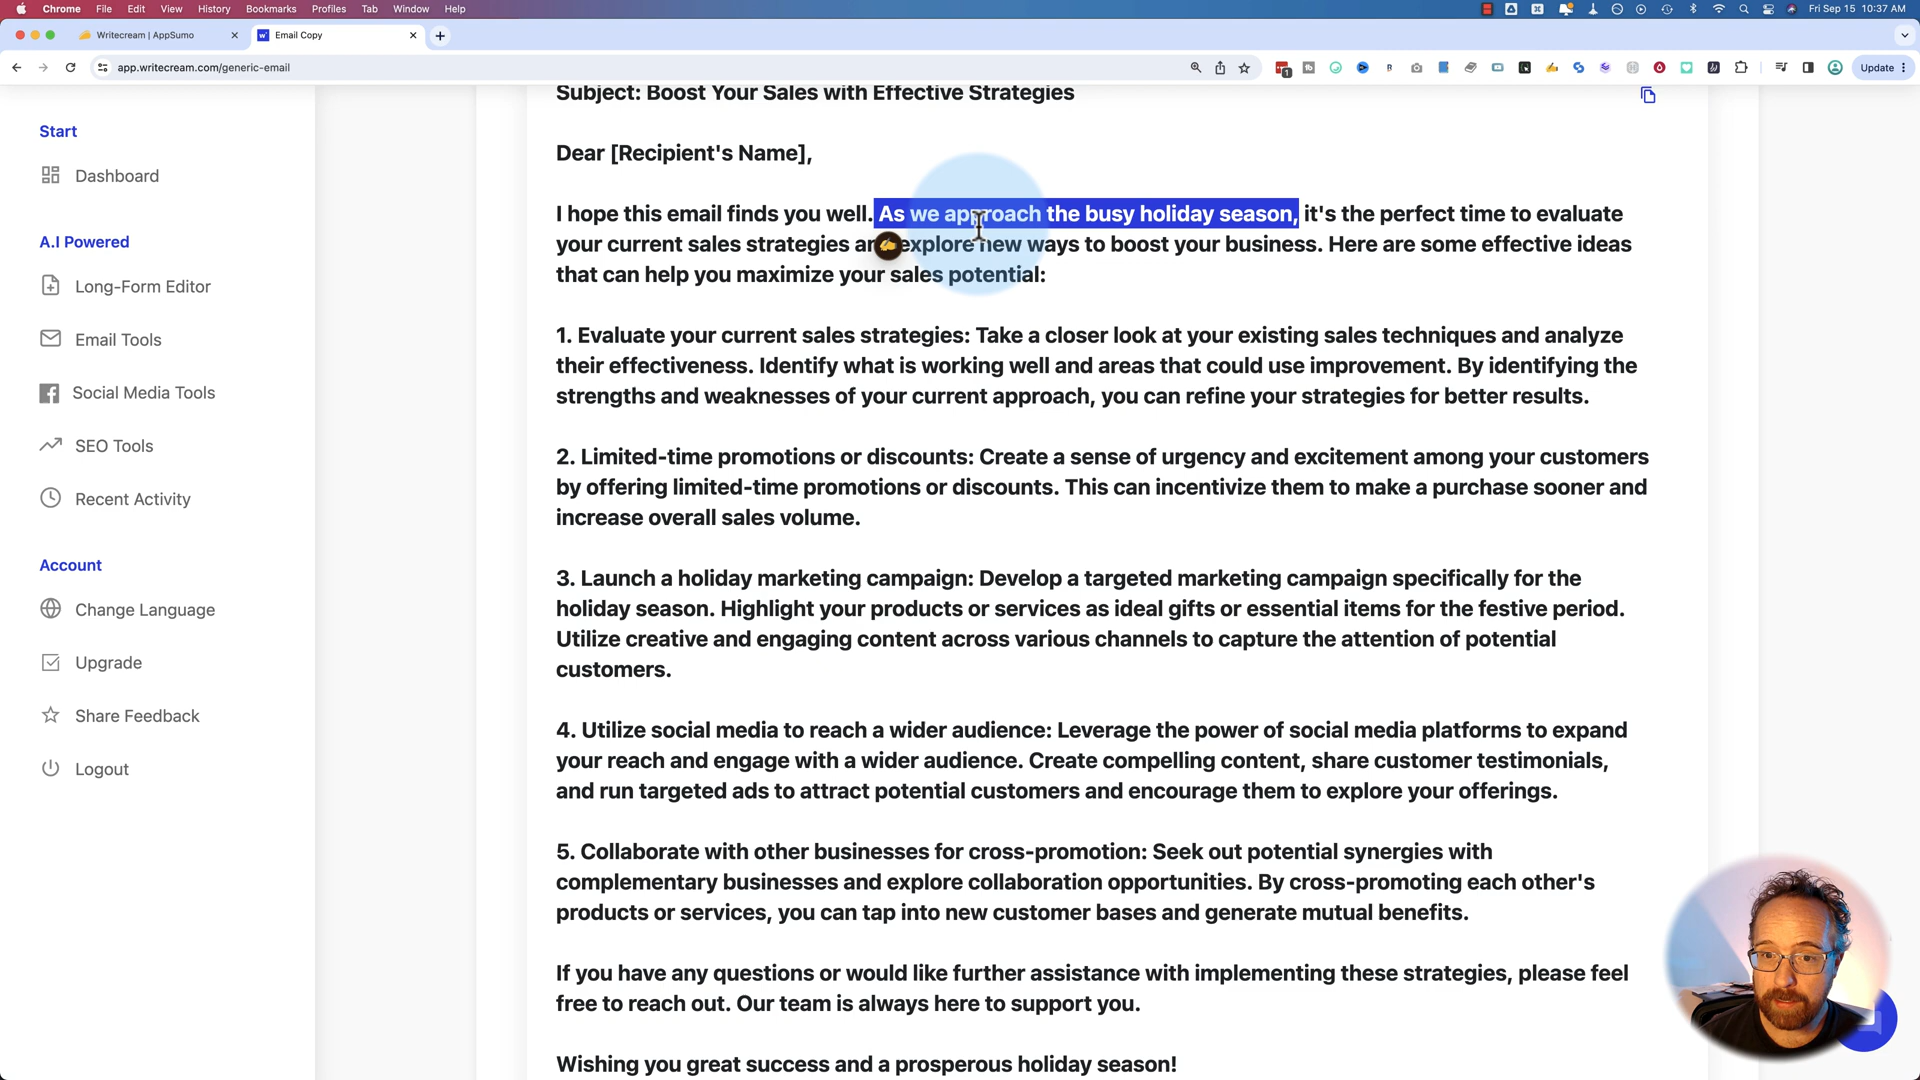 Chrome File Edit View History Bookmarks Profiles Tab Window Help
Fri Sep 15 10:37 AM
Writecream | AppSumo
Email Copy
app.writecream.com/generic-email
1
Update
Subject: Boost Your Sales with Effective Strategies
Start
Dashboard
A.I Powered
Long-Form Editor
Email Tools
Social Media Tools
SEO Tools
Recent Activity
Account
Change Language
Upgrade
Share Feedback
Logout
Dear [Recipient's Name],
I hope this email finds you well. As we approach the busy holiday season, it's the perfect time to evaluate
your current sales strategies an explore new ways to boost your business. Here are some effective ideas
that can help you maximize your sales potential:
1. Evaluate your current sales strategies: Take a closer look at your existing sales techniques and analyze
their effectiveness. Identify what is working well and areas that could use improvement. By identifying the
strengths and weaknesses of your current approach, you can refine your strategies for better results.
2. Limited-time promotions or discounts: Create a sense of urgency and excitement among your customers
by offering limited-time promotions or discounts. This can incentivize them to make a purchase sooner and
increase overall sales volume.
3. Launch a holiday marketing campaign: Develop a targeted marketing campaign specifically for the
holiday season. Highlight your products or services as ideal gifts or essential items for the festive period.
Utilize creative and engaging content across various channels to capture the attention of potential
customers.
4. Utilize social media to reach a wider audience: Leverage the power of social media platforms to expand
your reach and engage with a wider audience. Create compelling content, share customer testimonials,
and run targeted ads to attract potential customers and encourage them to explore your offerings.
5. Collaborate with other businesses for cross-promotion: Seek out potential synergies with
complementary businesses and explore collaboration opportunities. By cross-promoting each other's
products or services, you can tap into new customer bases and generate mutual benefits.
If you have any questions or would like further assistance with implementing these strategies, please feel
free to reach out. Our team is always here to support you.
Wishing you great success and a prosperous holiday season!